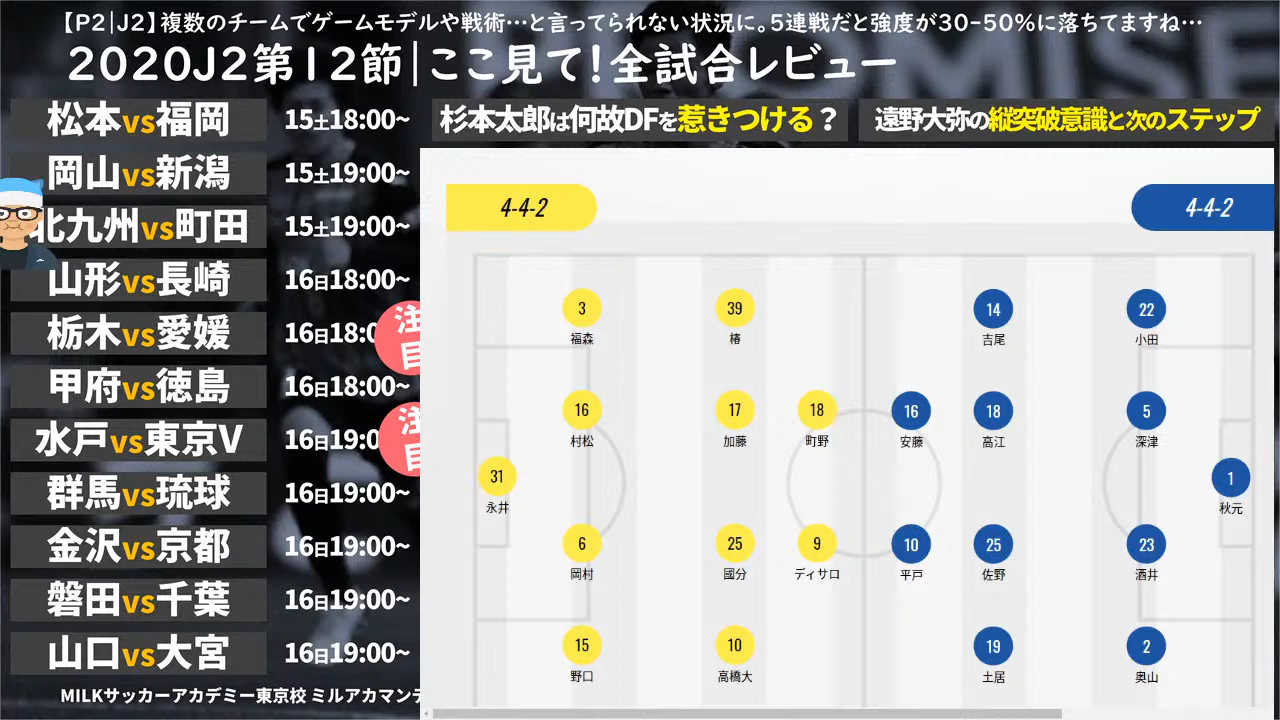 【P2|J2】複数のチームでゲームモデルや戦術…と言ってられない状況に。5連戦だと強度が30-50%に落ちてますね…
2020J2第12節|ここ見て!全試合レビュー
松本vs福岡 15土18:00~
岡山vs新潟 15土19:00~
北九州vs町田 15土19:00~
山形vs長崎 16日18:00~
栃木vs愛媛 16日18:0
注目
甲府vs徳島 16日18:00~
水戸vs東京V 16日19:0
注目
群馬vs琉球 16日19:00~
金沢vs京都 16日19:00~
磐田vs千葉 16日19:00~
山口vs大宮 16日19:00~
MILKサッカーアカデミー東京校 ミルアカマンテ
杉本太郎は何故DFを惹きつける?
遠野大弥の縦突破意識と次のステップ
4-4-2
4-4-2
3 39 14 22
福森 椿 吉尾 小田
16 17 18 16 18 5
村松 加藤 町野 安藤 高江 深津
31 1
永井 秋元
6 25 9 10 25 23
岡村 國分 ディサロ 平戸 佐野 酒井
15 10 19 2
野口 高橋大 土居 奥山